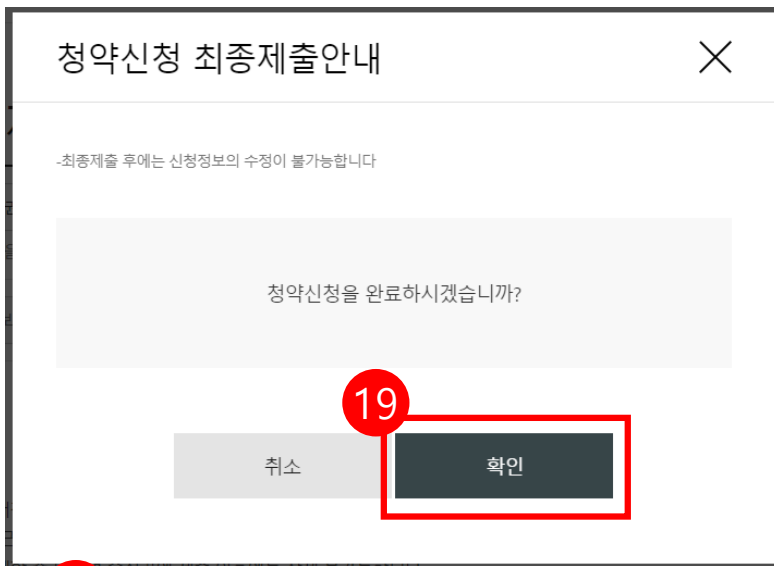 청약신청 최종제출안내
-최종제출 후에는 신청정보의 수정이 불가능합니다
청약신청을 완료하시겠습니까?
19
취소
확인